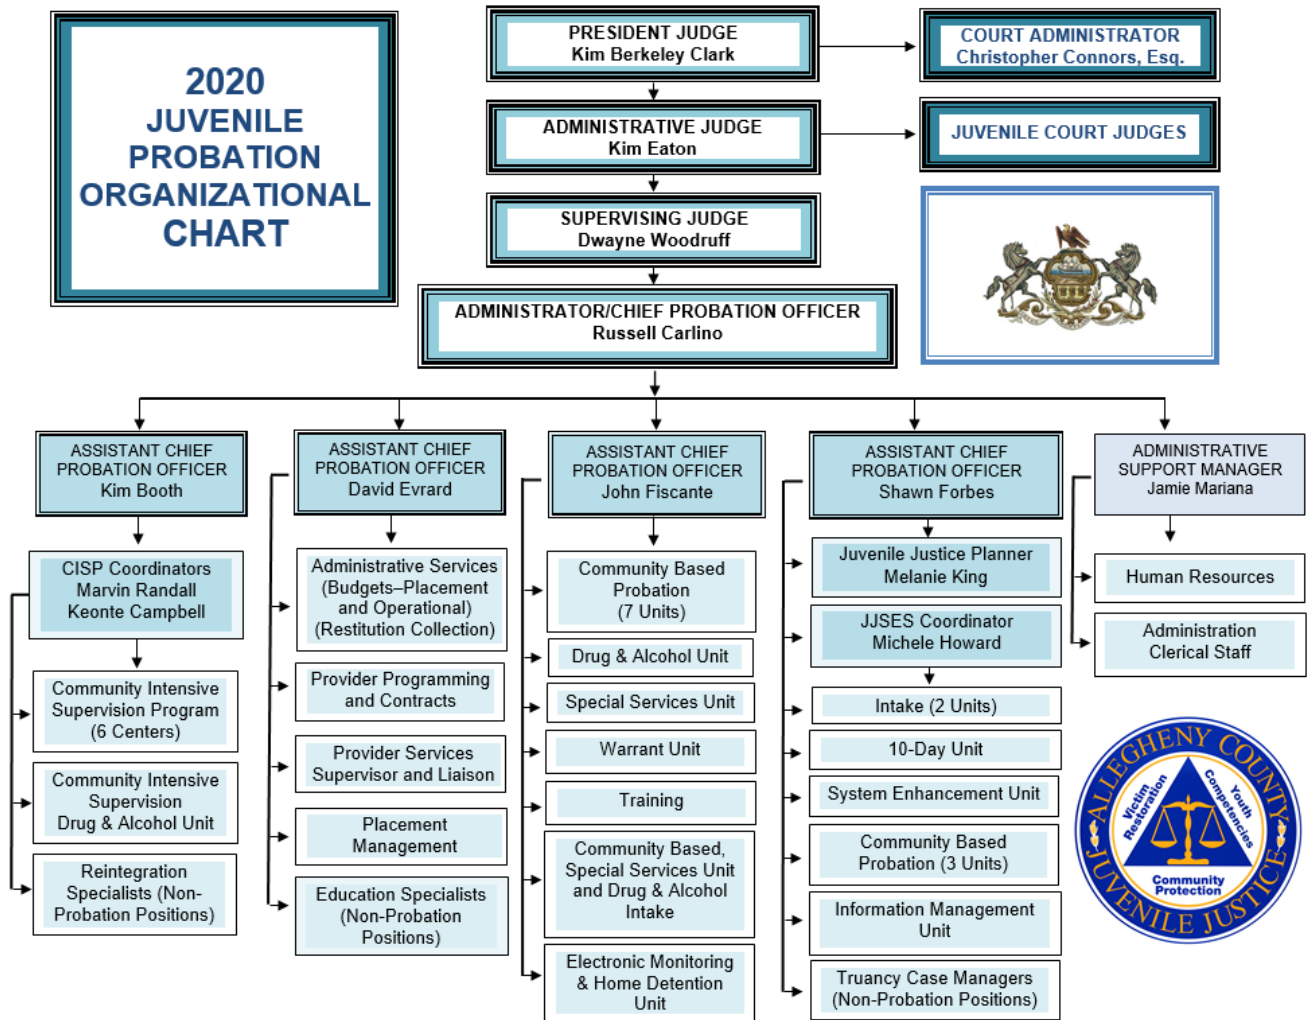 2020
JUVENILE
PROBATION
ORGANIZATIONAL
CHART
PRESIDENT JUDGE
Kim Berkeley Clark
COURT ADMINISTRATOR
Christopher Connors, Esq.
ADMINISTRATIVE JUDGE
Kim Eaton
JUVENILE COURT JUDGES
SUPERVISING JUDGE
Dwayne Woodruff
ADMINISTRATOR/CHIEF PROBATION OFFICER
Russell Carlino
ASSISTANT CHIEF
PROBATION OFFICER
Kim Booth
CISP Coordinators
Marvin Randall
Keonte Campbell
Community Intensive
Supervision Program
(6 Centers)
Community Intensive
Supervision
Drug & Alcohol Unit
Reintegration
Specialists (Non-
Probation Positions)
ASSISTANT CHIEF
PROBATION OFFICER
David Evrard
Administrative Services
(Budgets–Placement
and Operational)
(Restitution Collection)
Provider Programming
and Contracts
Provider Services
Supervisor and Liaison
Placement
Management
Education Specialists
(Non-Probation
Positions)
ASSISTANT CHIEF
PROBATION OFFICER
John Fiscante
Community Based
Probation
(7 Units)
Drug & Alcohol Unit
Special Services Unit
Warrant Unit
Training
Community Based,
Special Services Unit
and Drug & Alcohol
Intake
Electronic Monitoring
& Home Detention
Unit
ASSISTANT CHIEF
PROBATION OFFICER
Shawn Forbes
Juvenile Justice Planner
Melanie King
JJSES Coordinator
Michele Howard
Intake (2 Units)
10-Day Unit
System Enhancement Unit
Community Based
Probation (3 Units)
Information Management
Unit
Truancy Case Managers
(Non-Probation Positions)
ADMINISTRATIVE
SUPPORT MANAGER
Jamie Mariana
Human Resources
Administration
Clerical Staff
ALLEGHENY COUNTY
Victim
Restoration
Youth
Competencies
Community
Protection
JUVENILE JUSTICE